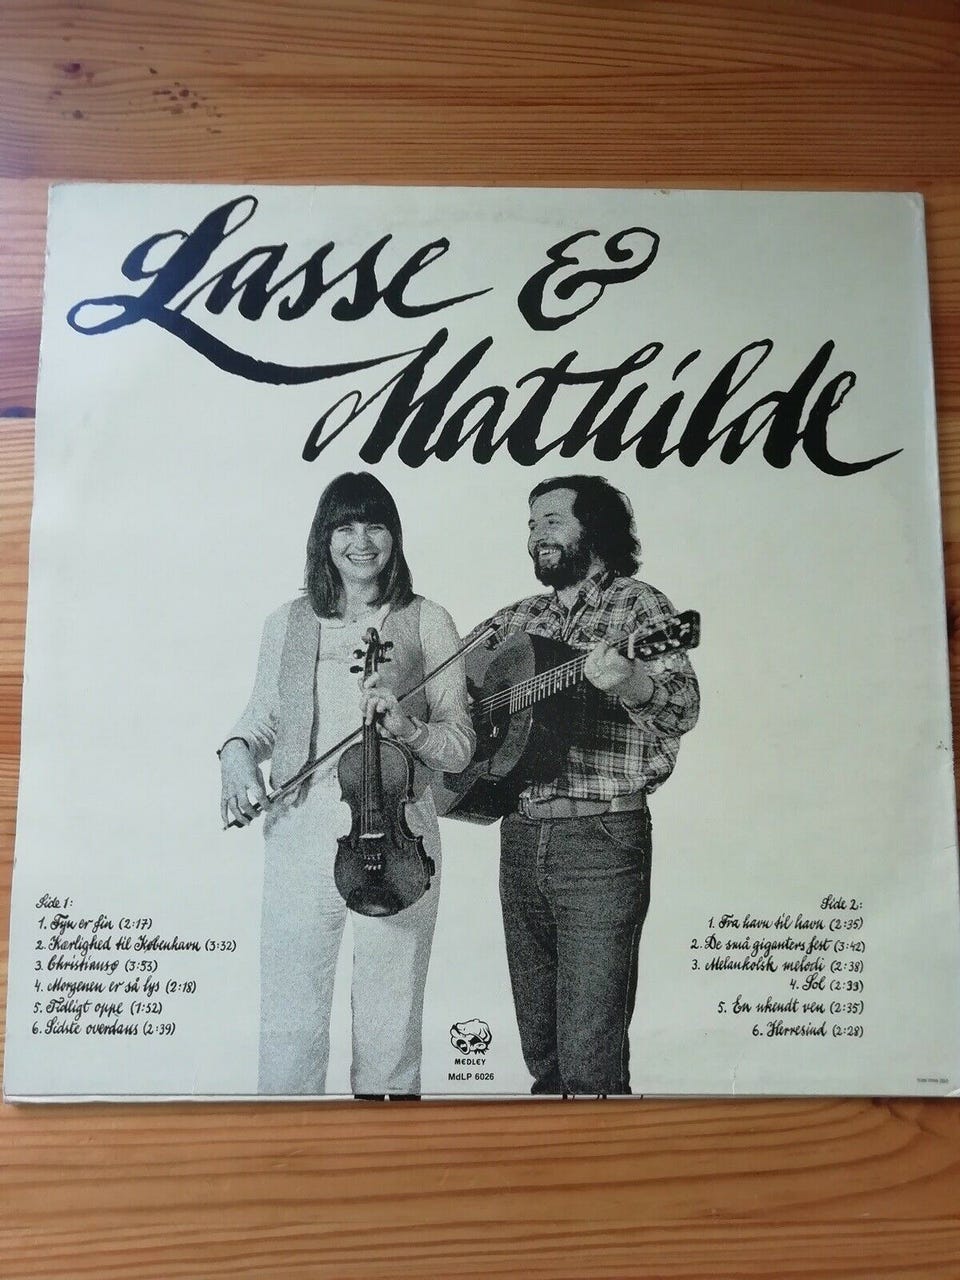 Lasse &
Mathilde
Side 1:
1. Tyv er fin (2:17)
2. Kærlighed til København (3:32)
3. Christiansø (3:53)
4. Morgenen er så lys (2:18)
5. Tidligt oppe (1:52)
6. Sidste overdans (2:39)
Side 2:
1. Fra havn til havn (2:35)
2. De små giganters fest (3:42)
3. Melankolsk melodi (2:38)
4. Sol (2:33)
5. En ukendt ven (2:35)
6. Herresind (2:28)
MEDLEY
MdLP 6026